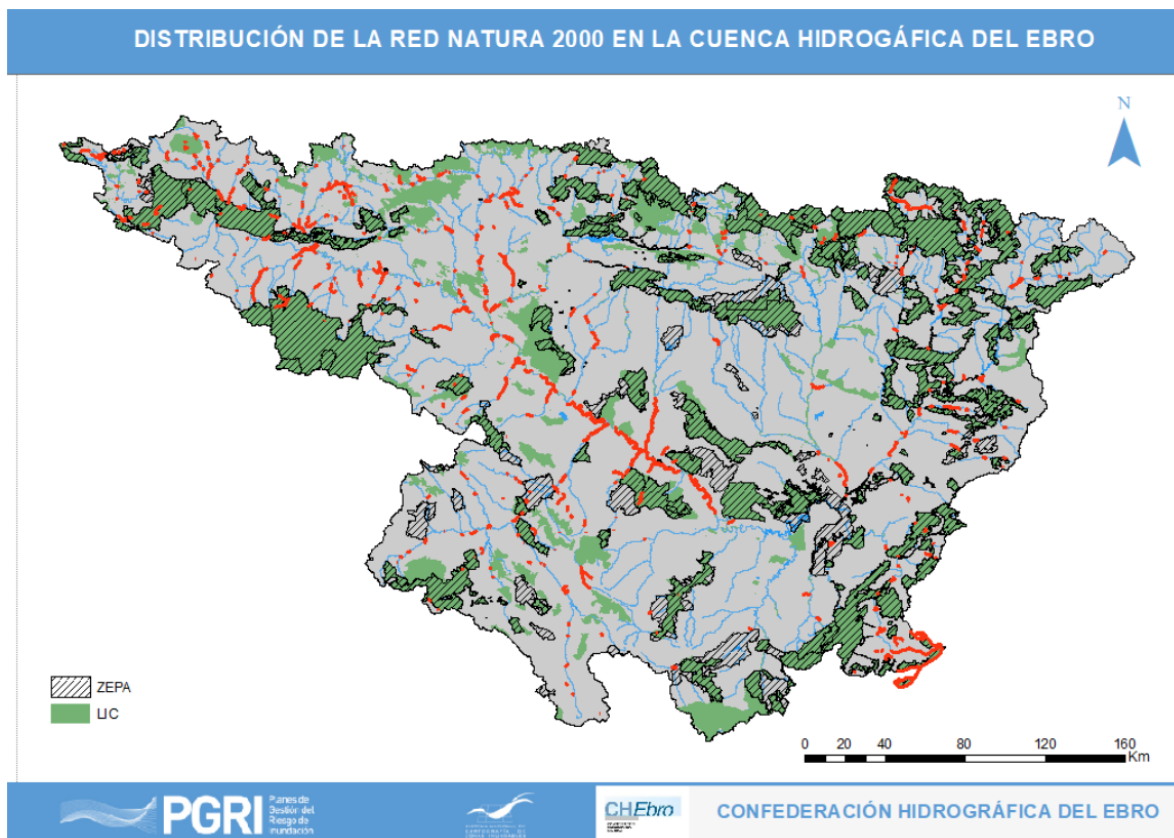 DISTRIBUCIÓN DE LA RED NATURA 2000 EN LA CUENCA HIDROGÁFICA DEL EBRO
N
ZEPA
LIC
0 20 40 80 120 160
Km
PGRI
Planes de
Gestión del
Riesgo de
Inundación
CHEbro
CONFEDERACIÓN HIDROGRÁFICA DEL EBRO